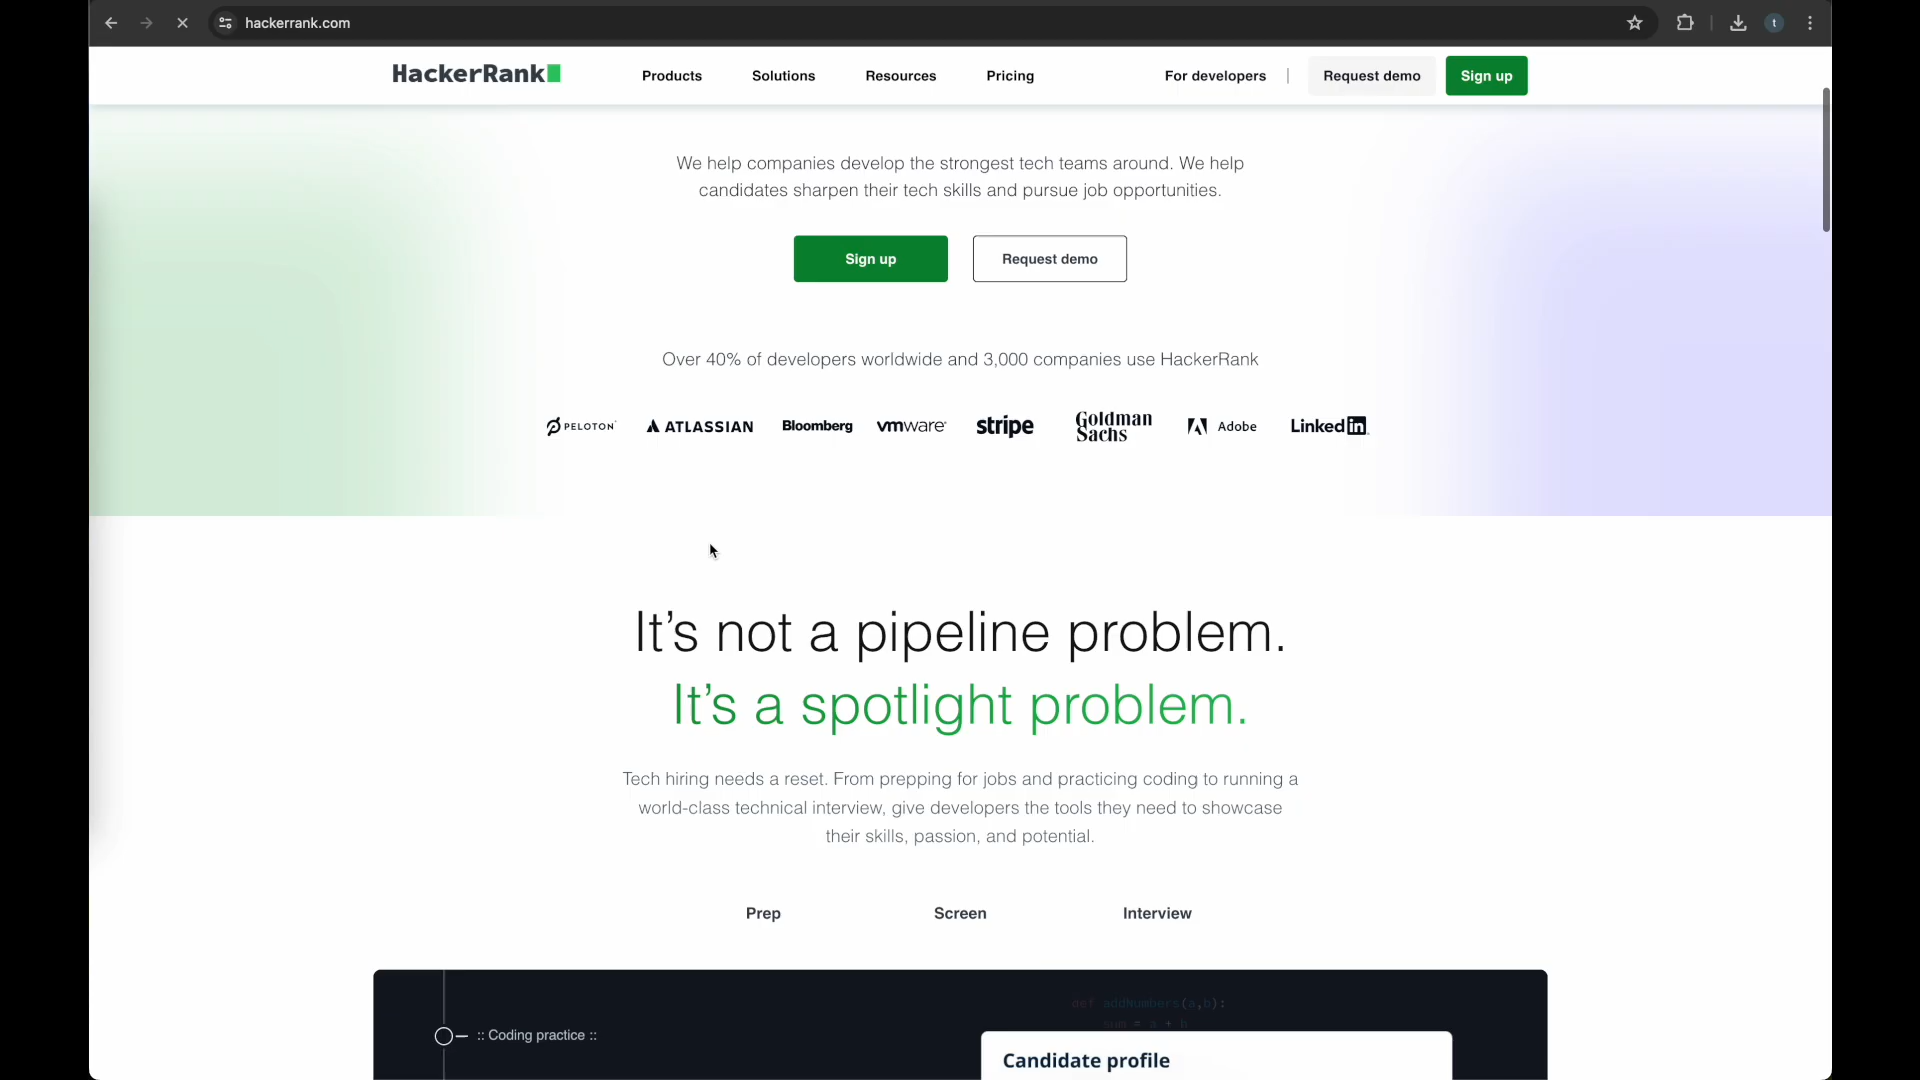 hackerrank.com
t
HackerRank
Products Solutions Resources Pricing For developers | Request demo Sign up
We help companies develop the strongest tech teams around. We help
candidates sharpen their tech skills and pursue job opportunities.
Sign up Request demo
Over 40% of developers worldwide and 3,000 companies use HackerRank
PELOTON ATLASSIAN Bloomberg vmware stripe Goldman Sachs Adobe Linked in
It’s not a pipeline problem.
It’s a spotlight problem.
Tech hiring needs a reset. From prepping for jobs and practicing coding to running a
world-class technical interview, give developers the tools they need to showcase
their skills, passion, and potential.
Prep Screen Interview
def addNumbers(a,b):
num = a + b
:: Coding practice ::
Candidate profile